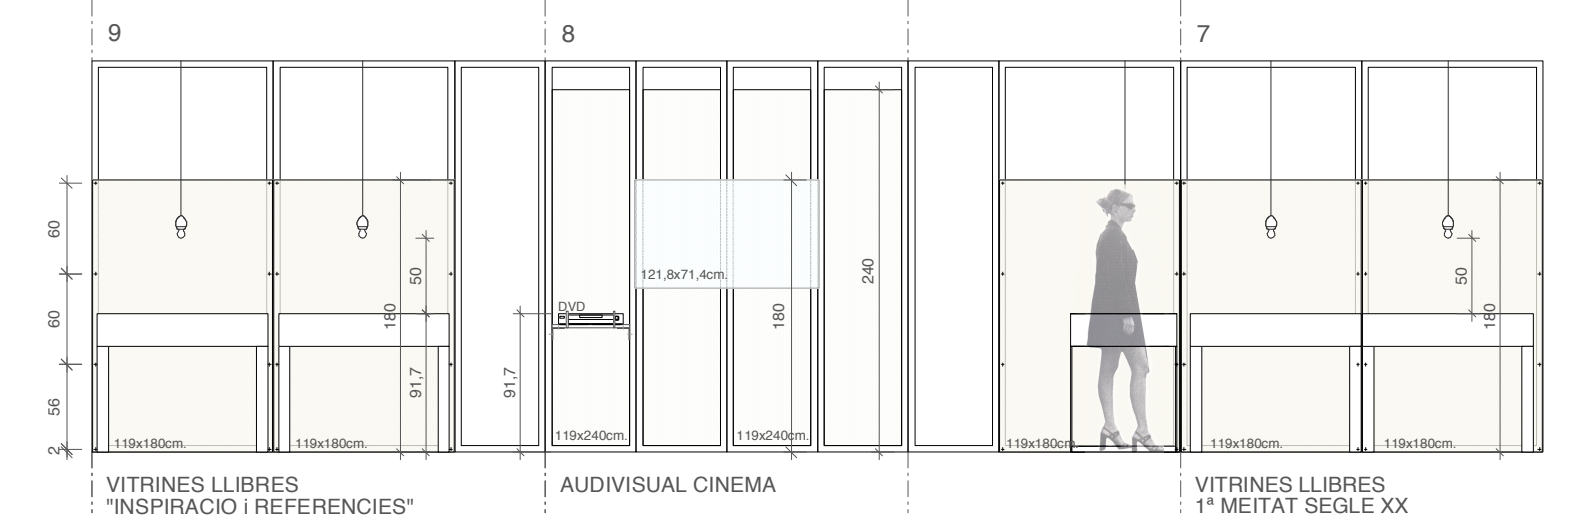 9
8
7
60
60
56
2
50
180
91,7
119x180cm.
119x180cm.
91,7
DVD
121,8x71,4cm.
180
240
119x240cm.
119x240cm.
119x180cm.
50
180
119x180cm.
119x180cm.
VITRINES LLIBRES
"INSPIRACIO i REFERENCIES"
AUDIVISUAL CINEMA
VITRINES LLIBRES
1ª MEITAT SEGLE XX